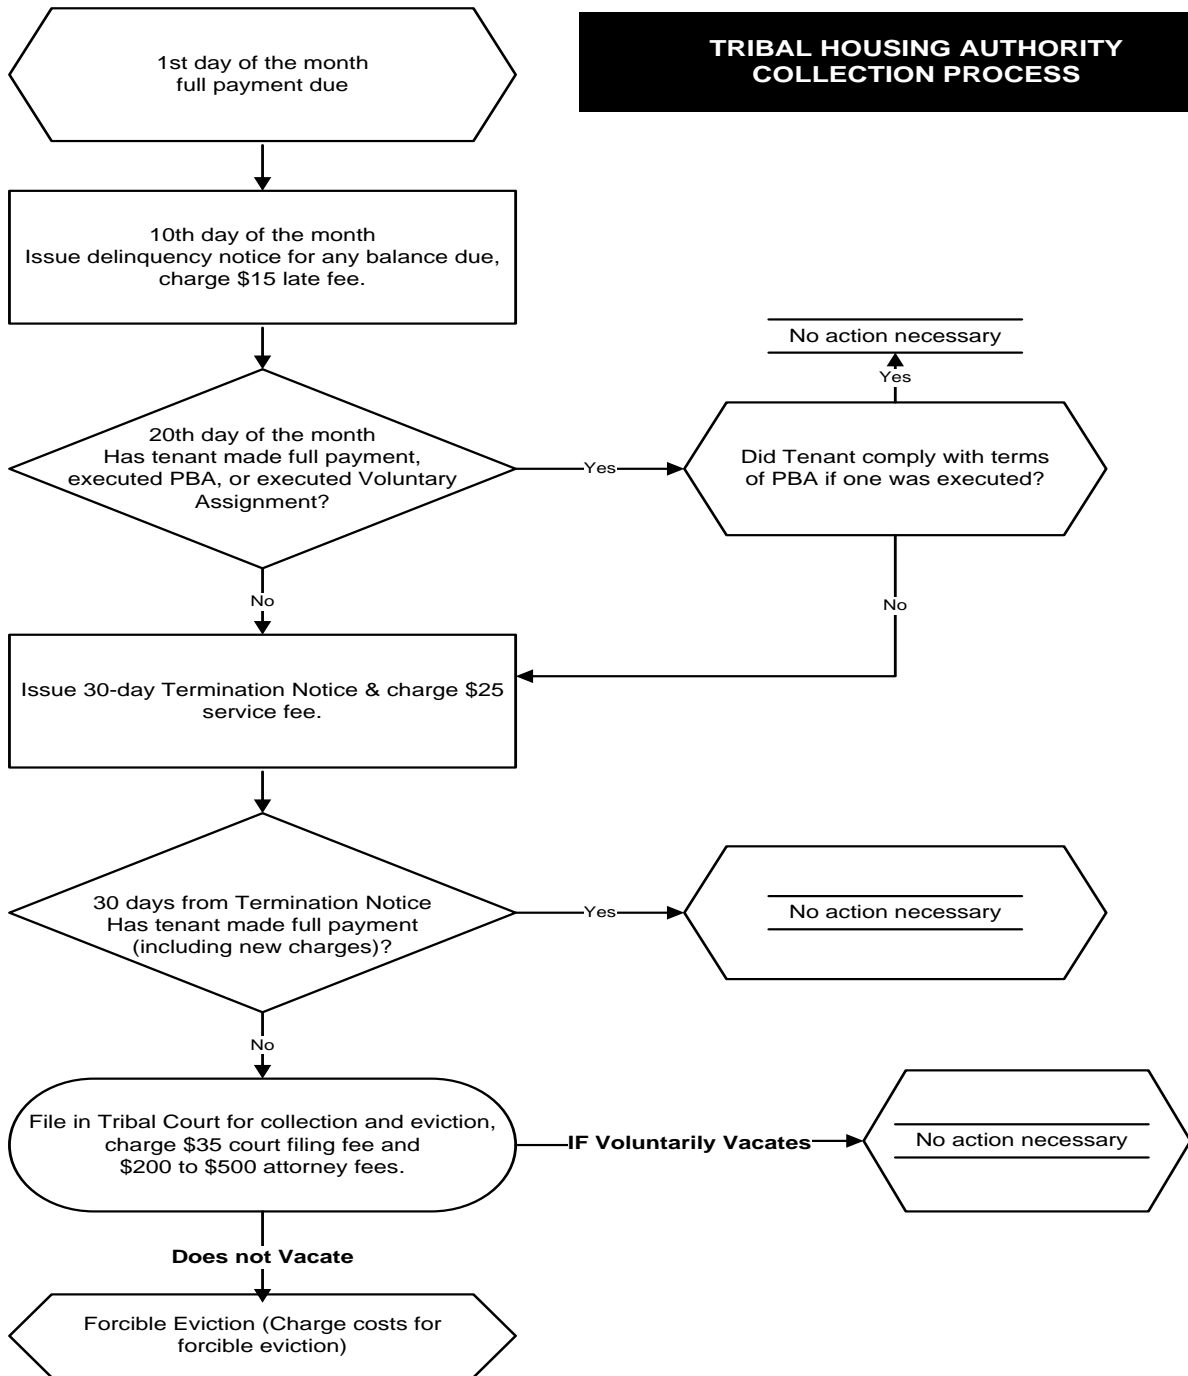 TRIBAL HOUSING AUTHORITY
COLLECTION PROCESS
1st day of the month
full payment due
10th day of the month
Issue delinquency notice for any balance due,
charge $15 late fee.
No action necessary
Yes
20th day of the month
Has tenant made full payment,
executed PBA, or executed Voluntary
Assignment?
Yes
Did Tenant comply with terms
of PBA if one was executed?
No
No
Issue 30-day Termination Notice & charge $25
service fee.
30 days from Termination Notice
Has tenant made full payment
(including new charges)?
Yes
No action necessary
No
File in Tribal Court for collection and eviction,
charge $35 court filing fee and
$200 to $500 attorney fees.
IF Voluntarily Vacates
No action necessary
Does not Vacate
Forcible Eviction (Charge costs for
forcible eviction)